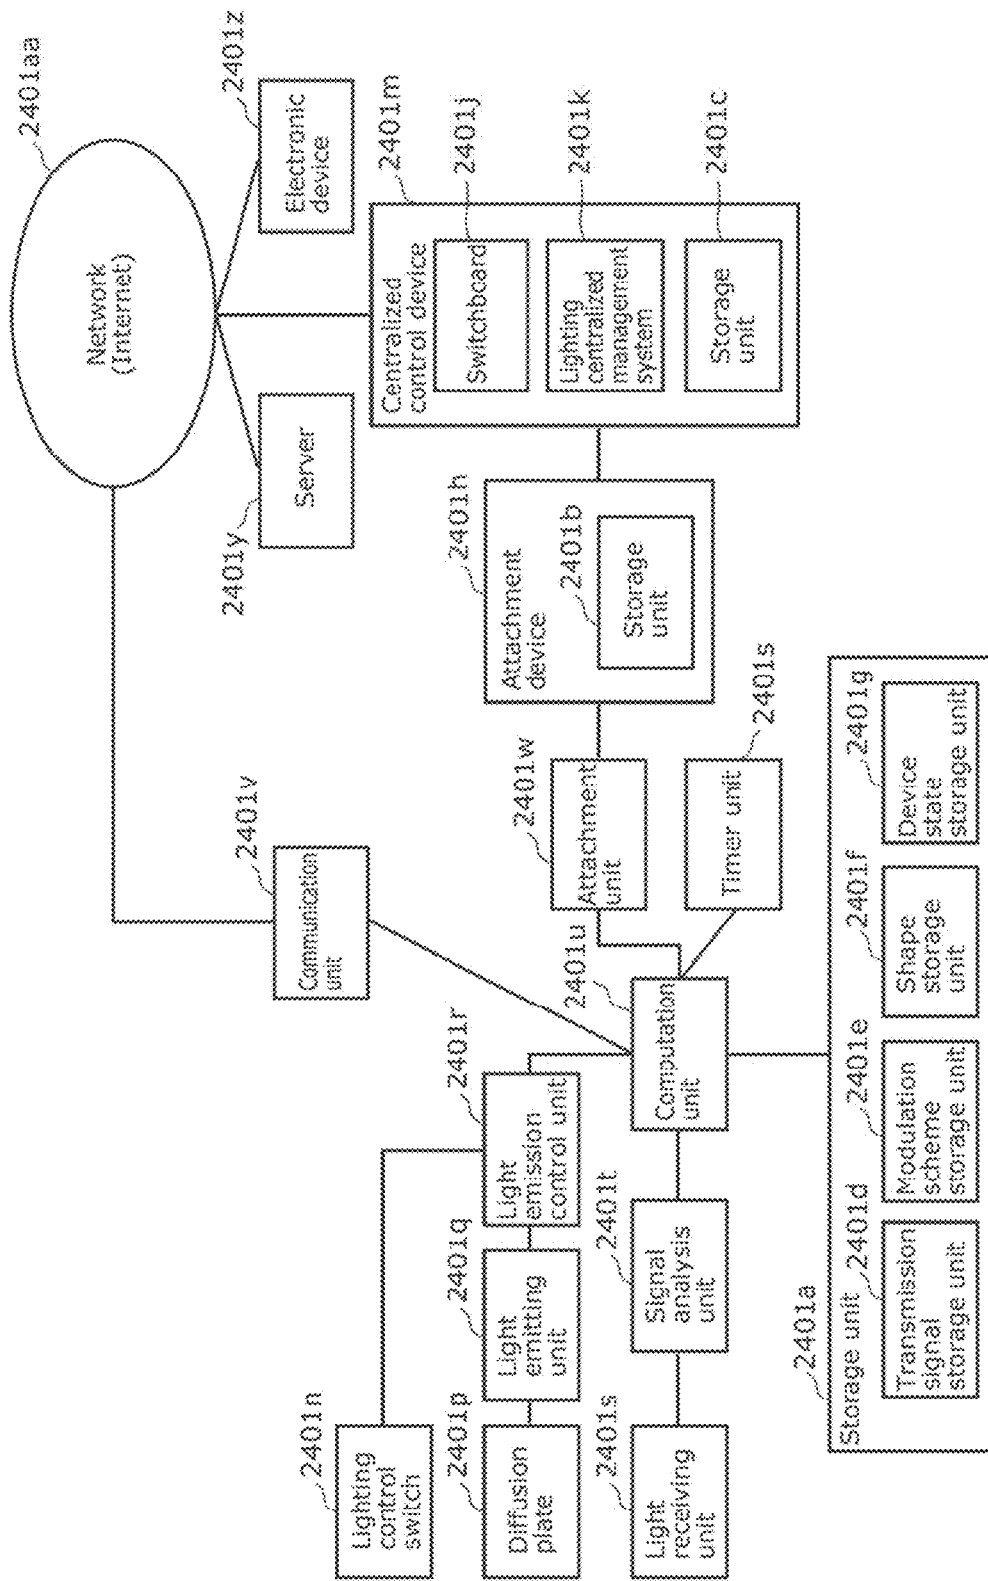 2401aa
Network
(Internet)
2401z
Electronic
device
2401y
Server
2401m
Centralized
control device
2401j
Switchboard
2401k
Lighting
centralized
management
system
2401c
Storage
unit
2401h
Attachment
device
2401b
Storage
unit
2401v
Communication
unit
2401w
Attachment
unit
2401s
Timer unit
2401u
Computation
unit
2401n
Lighting
control
switch
2401r
Light
emission
control unit
2401q
Light
emitting
unit
2401p
Diffusion
plate
2401t
Signal
analysis
unit
2401s
Light
receiving
unit
2401a
Storage unit
2401d
Transmission
signal
storage unit
2401e
Modulation
scheme
storage unit
2401f
Shape
storage
unit
2401g
Device
state
storage unit